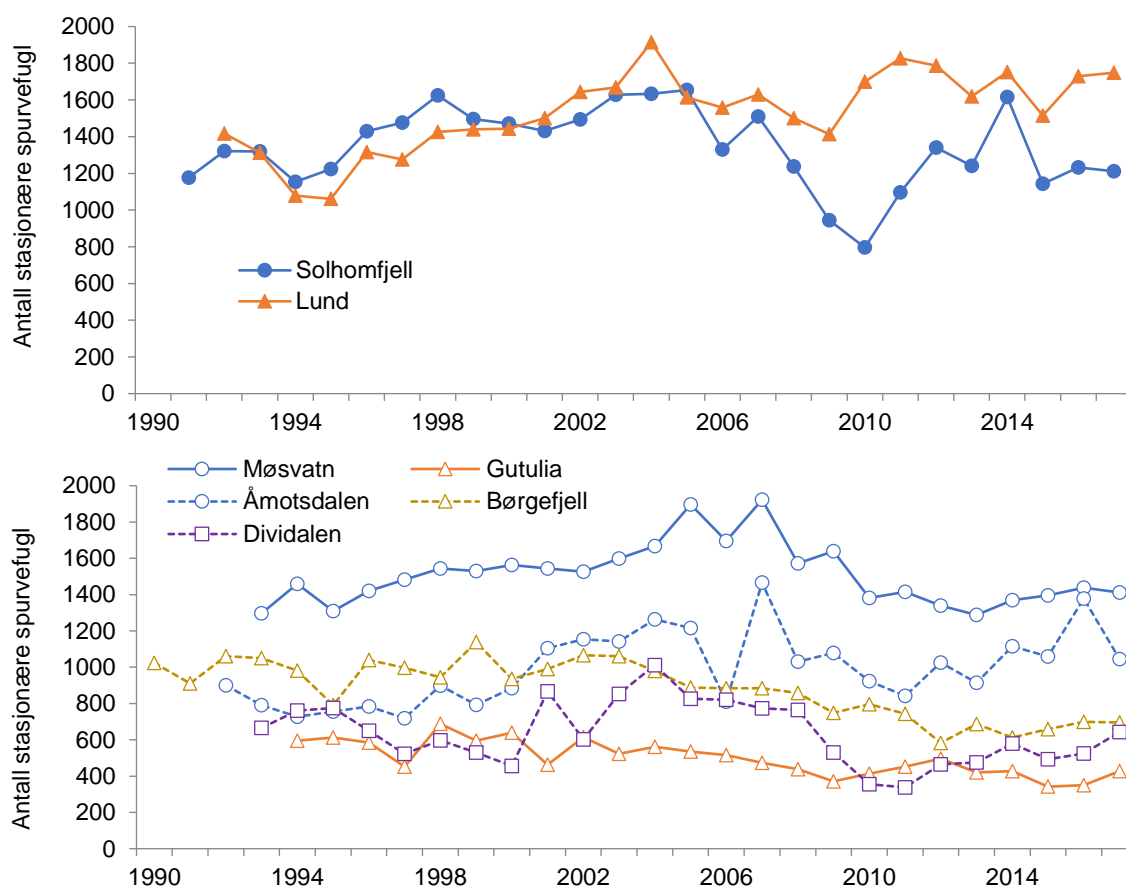 Antall stasjonære spurvefugl
2000
1800
1600
1400
1200
1000
800
600
400
200
0
Solhomfjell
Lund
1990 1994 1998 2002 2006 2010 2014
Møsvatn Gutulia
Åmotsdalen Børgefjell
Dividalen
Antall stasjonære spurvefugl
2000
1800
1600
1400
1200
1000
800
600
400
200
0
1990 1994 1998 2002 2006 2010 2014